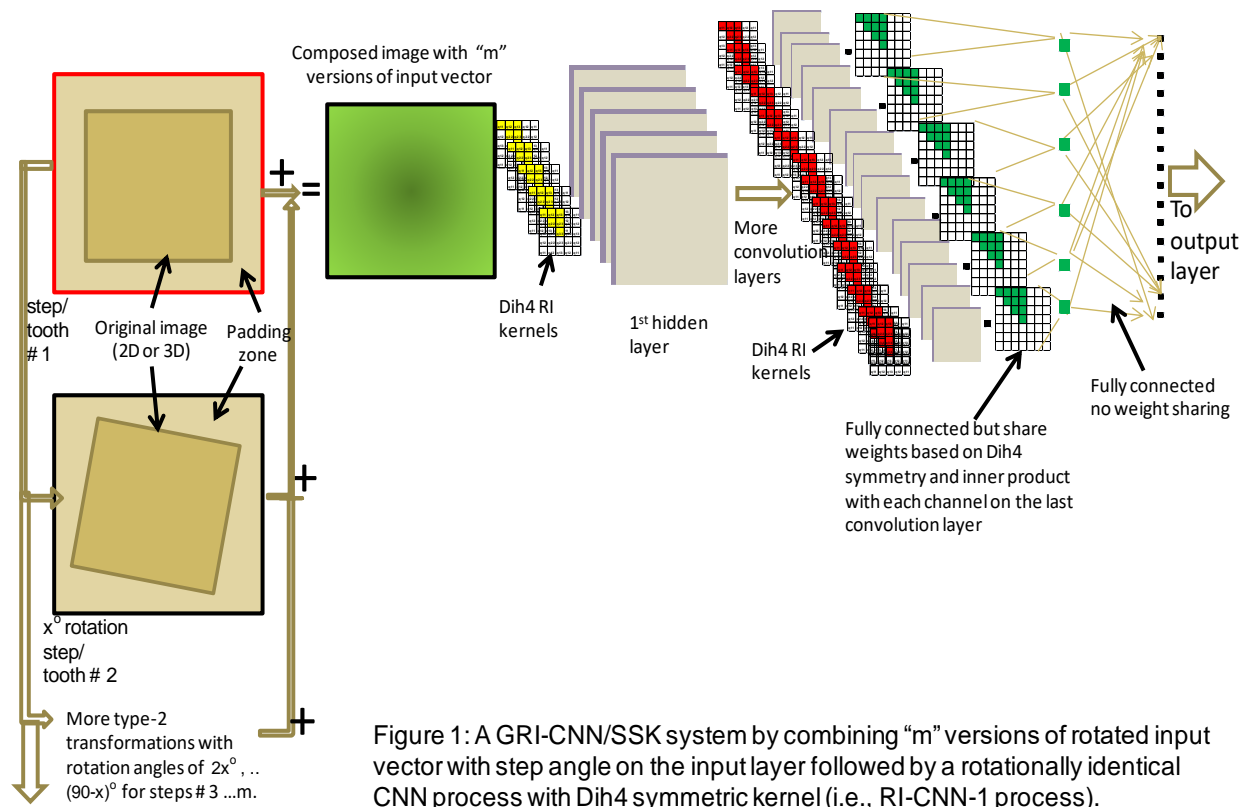 Composed image with “m”
versions of input vector
+
=
step/
tooth
# 1
Original image
(2D or 3D)
Padding
zone
Dih4 RI
kernels
1st hidden
layer
More
convolution
layers
Dih4 RI
kernels
To
output
layer
Fully connected
no weight sharing
Fully connected but share
weights based on Dih4
symmetry and inner product
with each channel on the last
convolution layer
+
xo rotation
step/
tooth # 2
+
More type-2
transformations with
rotation angles of 2xo , ..
(90-x)o for steps # 3 ...m.
Figure 1: A GRI-CNN/SSK system by combining “m” versions of rotated input
vector with step angle on the input layer followed by a rotationally identical
CNN process with Dih4 symmetric kernel (i.e., RI-CNN-1 process).